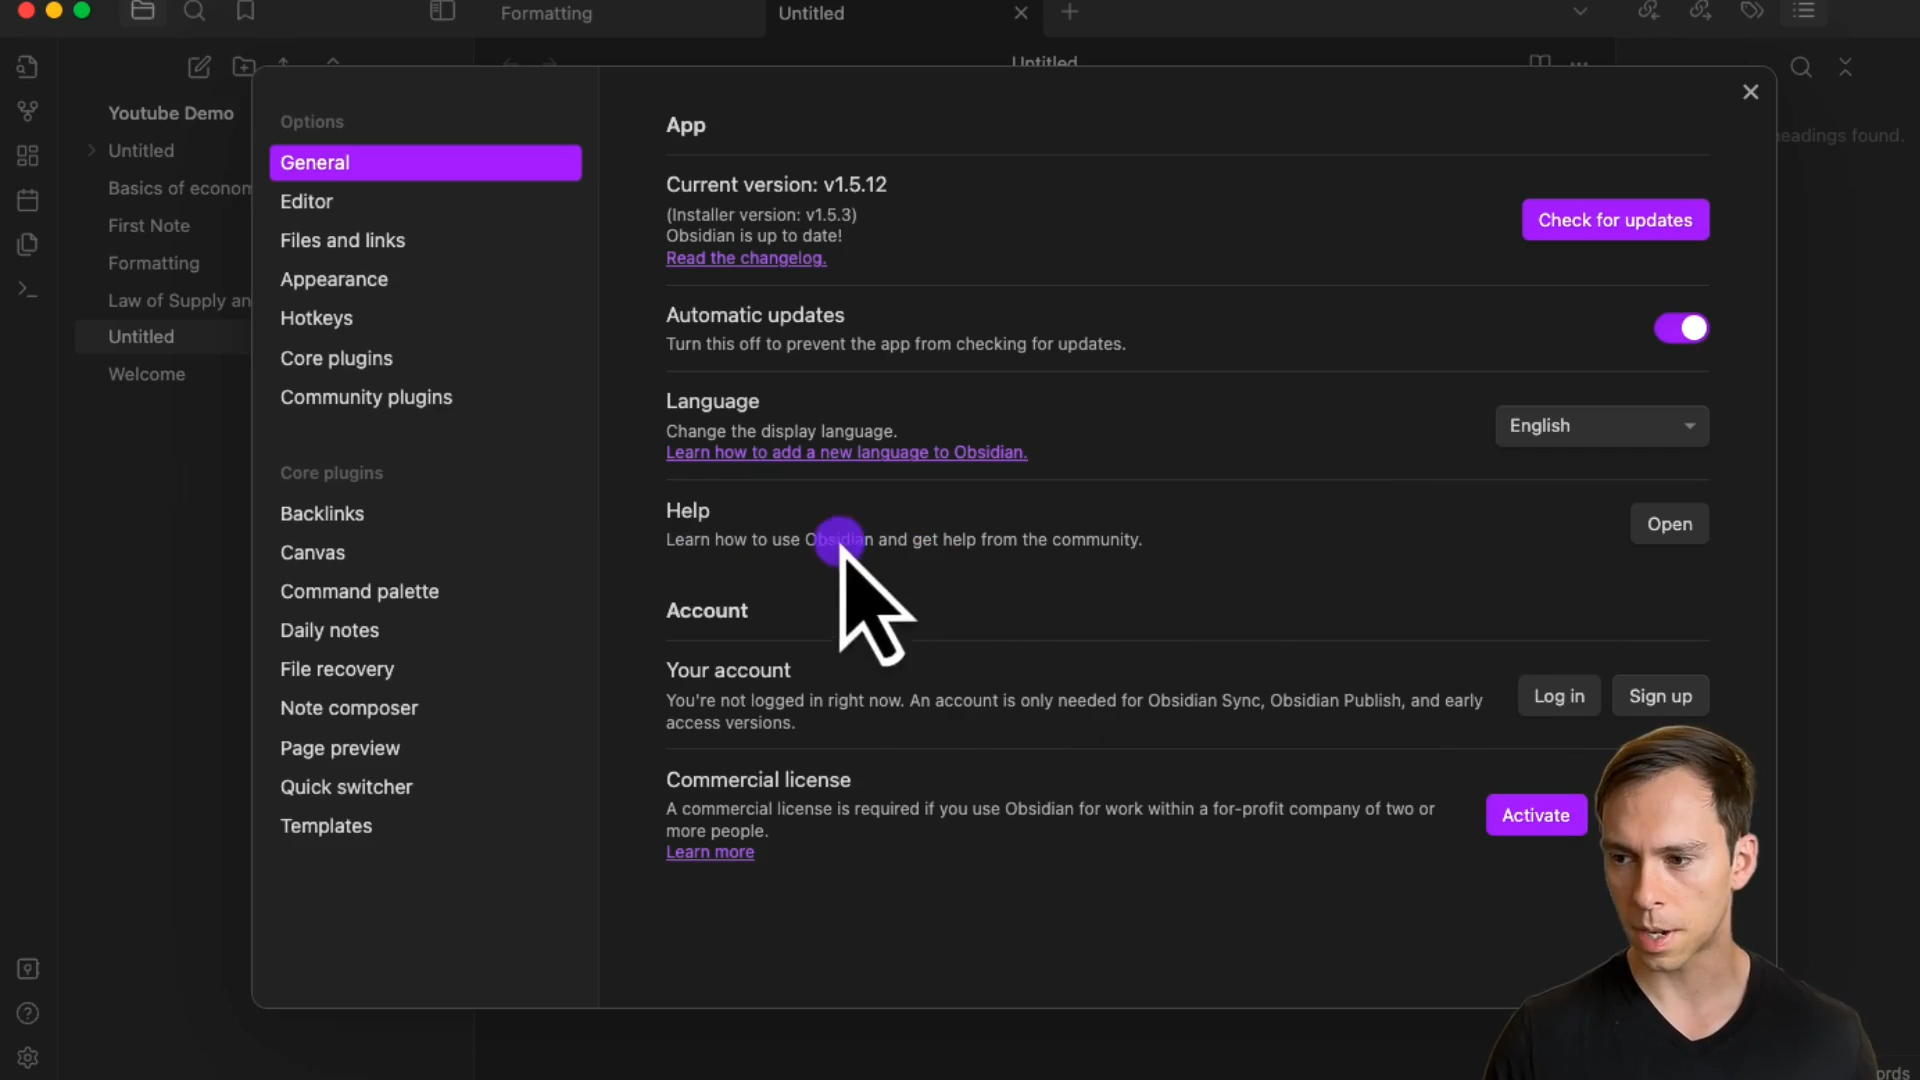 Formatting
Untitled
Untitled
Youtube Demo
Untitled
Basics of econom
First Note
Formatting
Law of Supply an
Untitled
Welcome
Options
General
Editor
Files and links
Appearance
Hotkeys
Core plugins
Community plugins
Core plugins
Backlinks
Canvas
Command palette
Daily notes
File recovery
Note composer
Page preview
Quick switcher
Templates
App
Current version: v1.5.12
(Installer version: v1.5.3)
Obsidian is up to date!
Read the changelog.
Check for updates
Automatic updates
Turn this off to prevent the app from checking for updates.
Language
Change the display language.
Learn how to add a new language to Obsidian.
English
Help
Learn how to use Obsidian and get help from the community.
Open
Account
Your account
You're not logged in right now. An account is only needed for Obsidian Sync, Obsidian Publish, and early
access versions.
Log in
Sign up
Commercial license
A commercial license is required if you use Obsidian for work within a for-profit company of two or
more people.
Learn more
Activate
eadings found.
ords